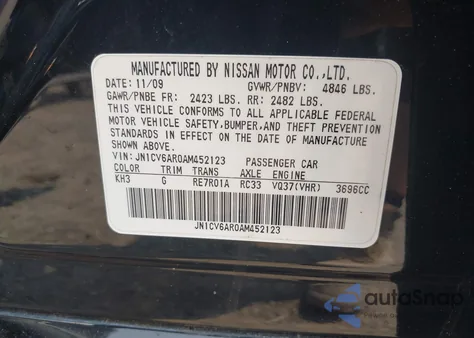 MANUFACTURED BY NISSAN MOTOR CO.,LTD.
DATE: 11/09 GVWR/PNBV: 4846 LBS.
GAWR/PNBE FR: 2423 LBS. RR: 2482 LBS.
THIS VEHICLE CONFORMS TO ALL APPLICABLE FEDERAL
MOTOR VEHICLE SAFETY, BUMPER, AND THEFT PREVENTION
STANDARDS IN EFFECT ON THE DATE OF MANUFACTURE
SHOWN ABOVE.
VIN: JN1CV6AR0AM452123 PASSENGER CAR
COLOR TRIM TRANS AXLE ENGINE
KH3 G RE7R01A RC33 VQ37(VHR) 3696CC
JN1CV6AR0AM452123
autoSnap